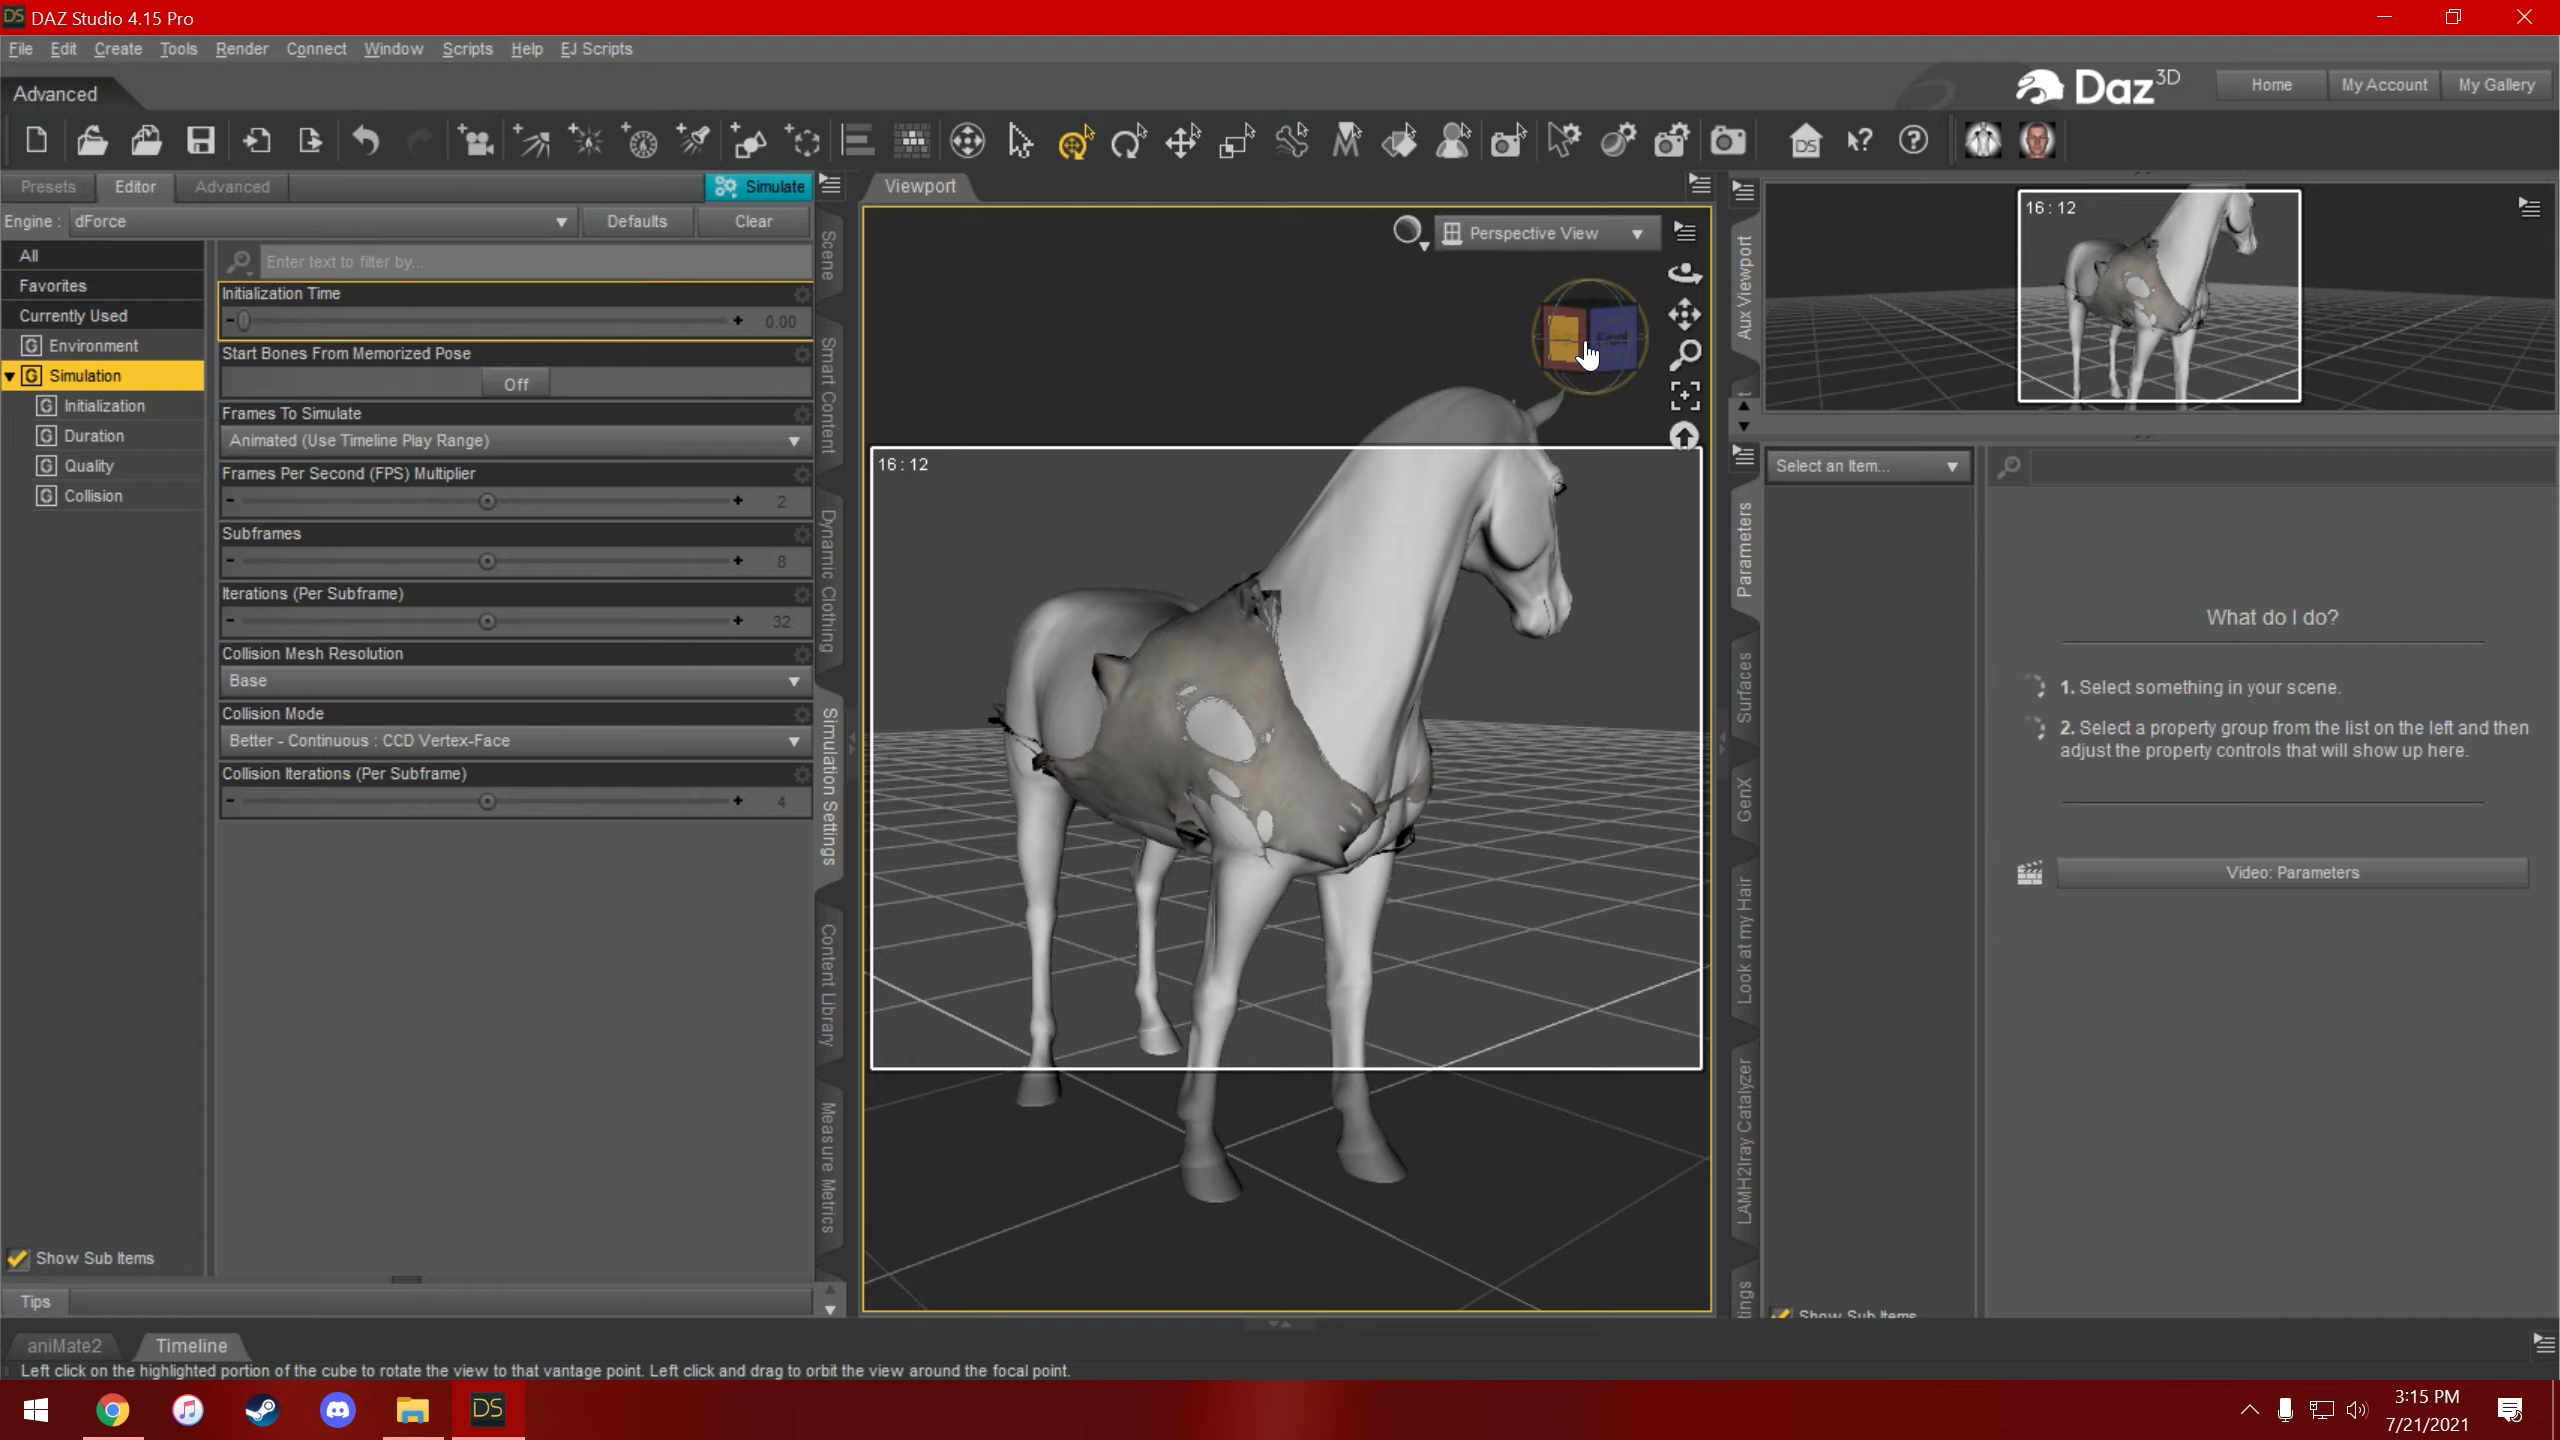 DS DAZ Studio 4.15 Pro
File Edit Create Tools Render Connect Window Scripts Help EJ Scripts
Advanced
Daz 3D
Home My Account My Gallery
DS
Presets Editor Advanced Simulate
Engine : dForce Defaults Clear
All
Favorites
Currently Used
G Environment
G Simulation
G Initialization
G Duration
G Quality
G Collision
Enter text to filter by...
Initialization Time
0.00
Start Bones From Memorized Pose
Off
Frames To Simulate
Animated (Use Timeline Play Range)
Frames Per Second (FPS) Multiplier
2
Subframes
8
Iterations (Per Subframe)
32
Collision Mesh Resolution
Base
Collision Mode
Better - Continuous : CCD Vertex-Face
Collision Iterations (Per Subframe)
4
Show Sub Items
Tips
Scene
Smart Content
Dynamic Clothing
Simulation Settings
Content Library
Measure Metrics
Viewport
Perspective View
16 : 12
Aux Viewport
16 : 12
Parameters
Surfaces
GenX
Look at my Hair
LAMH2Iray Catalyzer
tings
Select an Item...
What do I do?
1. Select something in your scene.
2. Select a property group from the list on the left and then
adjust the property controls that will show up here.
Video: Parameters
Show Sub Items
aniMate2 Timeline
Left click on the highlighted portion of the cube to rotate the view to that vantage point. Left click and drag to orbit the view around the focal point.
DS
3:15 PM
7/21/2021